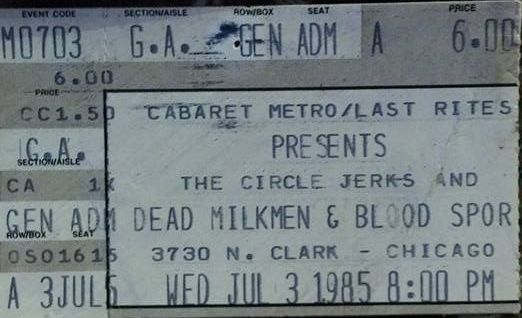 EVENT CODE SECTION/AISLE ROW/BOX SEAT PRICE
M0703 G.A. GEN ADM A 6.00
6.00
PRICE
CC1.50 CABARET METRO/LAST RITES
G.A. PRESENTS
SECTION/AISLE
CA 1X THE CIRCLE JERKS AND
GEN ADM DEAD MILKMEN & BLOOD SPOR
ROW/BOX SEAT
OSO1615 3730 N. CLARK - CHICAGO
A 3JUL5 WED JUL 3 1985 8:00 PM